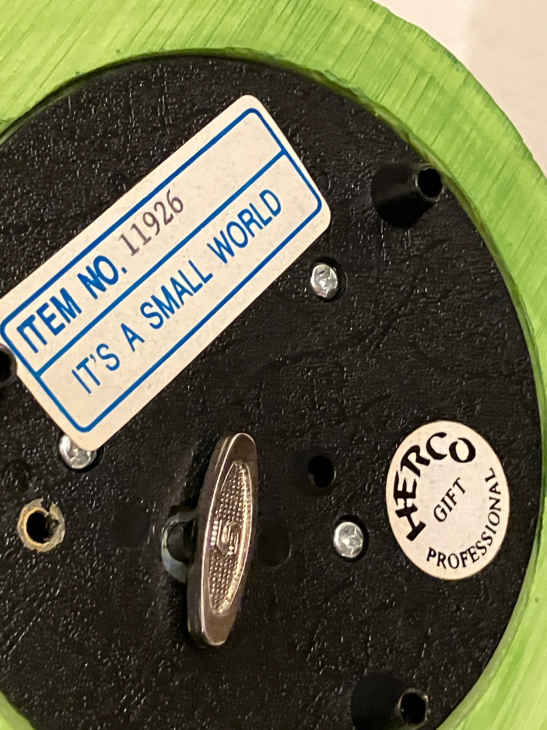 ITEM NO. 11926
IT'S A SMALL WORLD
HERCO
GIFT
PROFESSIONAL